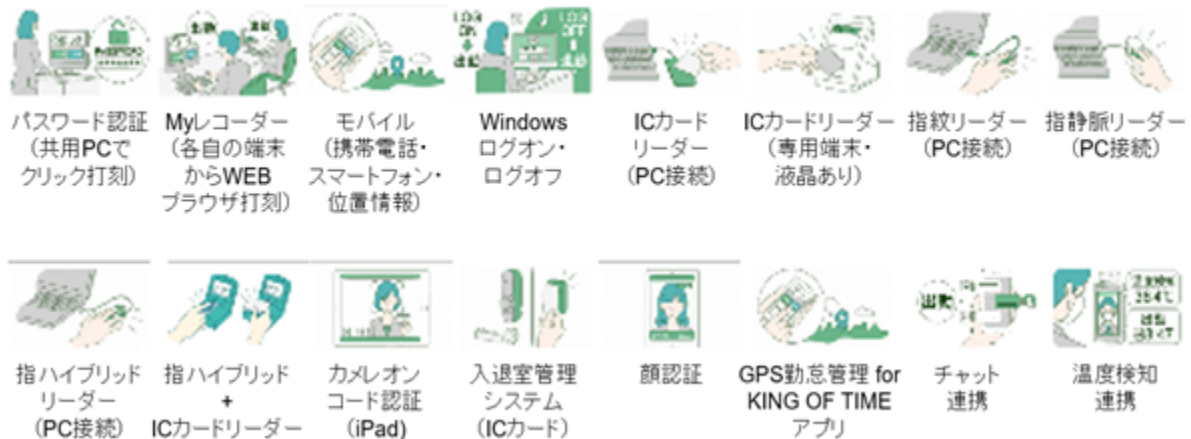 パスワード認証
(共用PCで
クリック打刻)
Myレコーダー
(各自の端末
からWEB
ブラウザ打刻)
モバイル
(携帯電話・
スマートフォン・
位置情報)
Windows
ログオン・
ログオフ
ICカード
リーダー
(PC接続)
ICカードリーダー
(専用端末・
液晶あり)
指紋リーダー
(PC接続)
指静脈リーダー
(PC接続)
指ハイブリッド
リーダー
(PC接続)
指ハイブリッド
+
ICカードリーダー
カメレオン
コード認証
(iPad)
入退室管理
システム
(ICカード)
顔認証
GPS勤怠管理 for
KING OF TIME
アプリ
出勤
チャット
連携
温度検知
連携